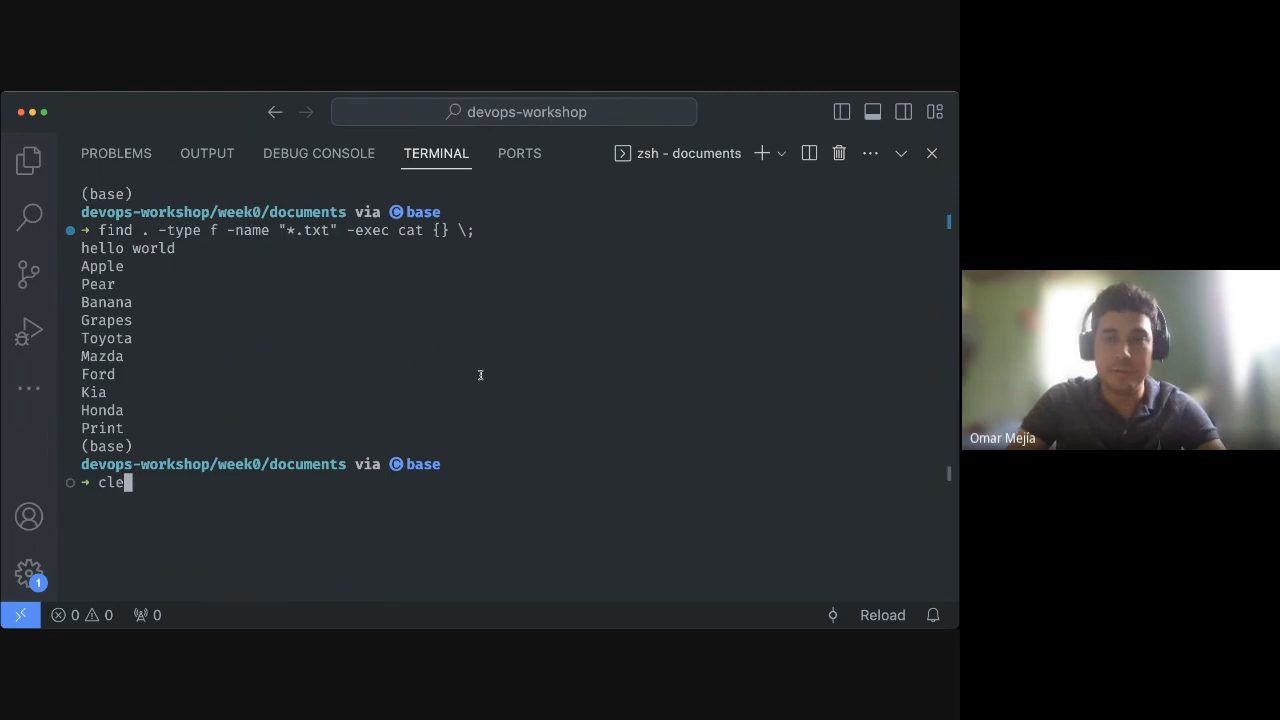 devops-workshop
PROBLEMS OUTPUT DEBUG CONSOLE TERMINAL PORTS zsh - documents
(base)
devops-workshop/week0/documents via C base
➜ find . -type f -name "*.txt" -exec cat {} \;
hello world
Apple
Pear
Banana
Grapes
Toyota
Mazda
Ford
Kia
Honda
Print
(base)
devops-workshop/week0/documents via C base
➜ cle
1
0 0 0 Reload
Omar Mejía